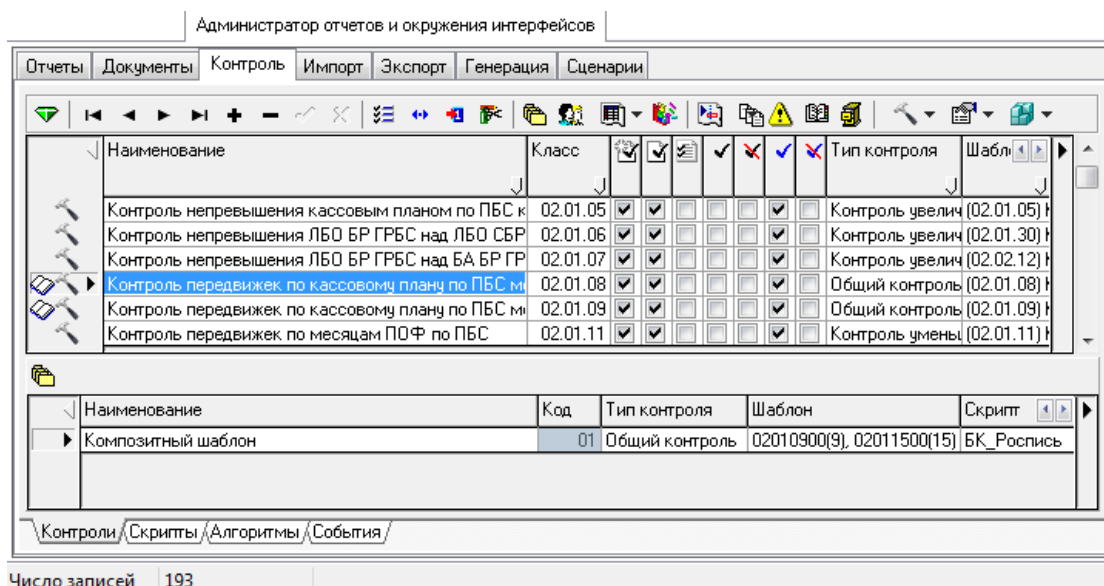 Администратор отчетов и окружения интерфейсов
Отчеты Документы Контроль Импорт Экспорт Генерация Сценарии
Наименование Класс Тип контроля Шабл
Контроль непревышения кассовым планом по ПБС к 02.01.05 Контроль увелич (02.01.05)
Контроль непревышения ЛБО БР ГРБС над ЛБО СБР 02.01.06 Контроль увелич (02.01.30)
Контроль непревышения ЛБО БР ГРБС над БА БР ГР 02.01.07 Контроль увелич (02.02.12)
Контроль передвижек по кассовому плану по ПБС м 02.01.08 Общий контроль (02.01.08)
Контроль передвижек по кассовому плану по ПБС м 02.01.09 Общий контроль (02.01.09)
Контроль передвижек по месяцам ПОФ по ПБС 02.01.11 Контроль умень (02.01.11)
Наименование Код Тип контроля Шаблон Скрипт
Композитный шаблон 01 Общий контроль 02010900(9), 02011500(15) БК_Роспись
Контроли Скрипты Алгоритмы События
Число записей 193